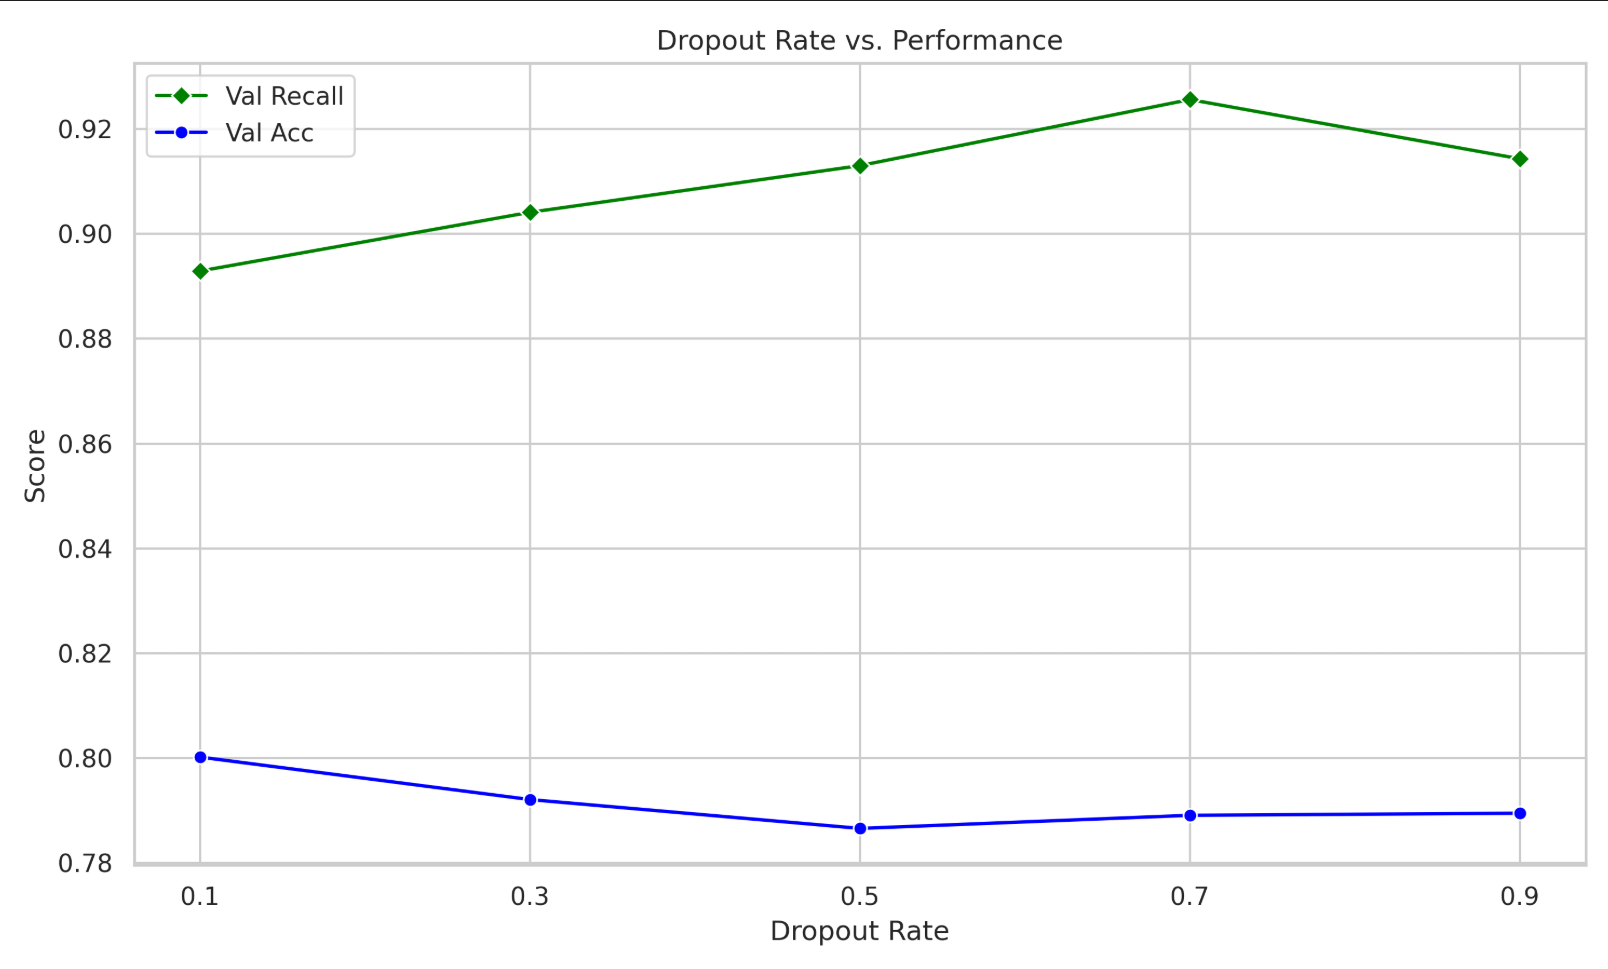 Dropout Rate vs. Performance
Val Recall
Val Acc
0.92
0.90
0.88
0.86
0.84
0.82
0.80
0.78
Score
0.1 0.3 0.5 0.7 0.9
Dropout Rate